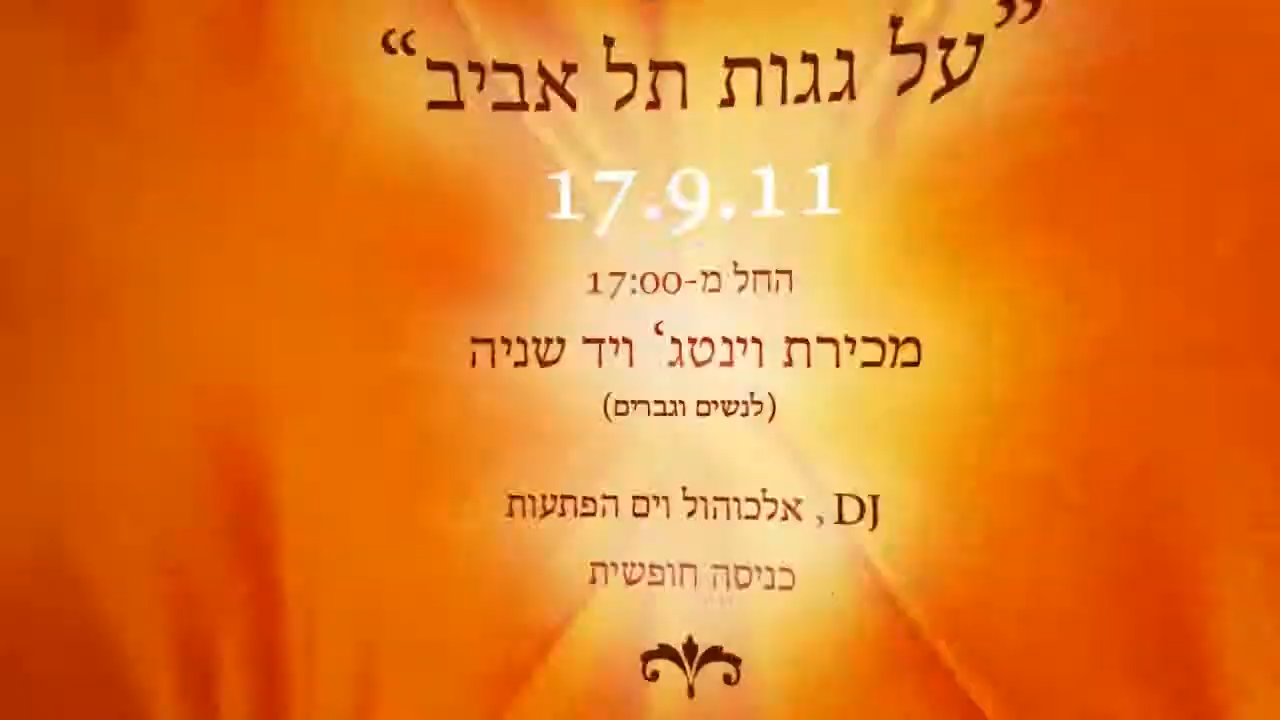 ”על גגות תל אביב“
17.9.11
החל מ-17:00
מכירת וינטג‘ ויד שניה
(לנשים וגברים)
DJ, אלכוהול וים הפתעות
כניסה חופשית